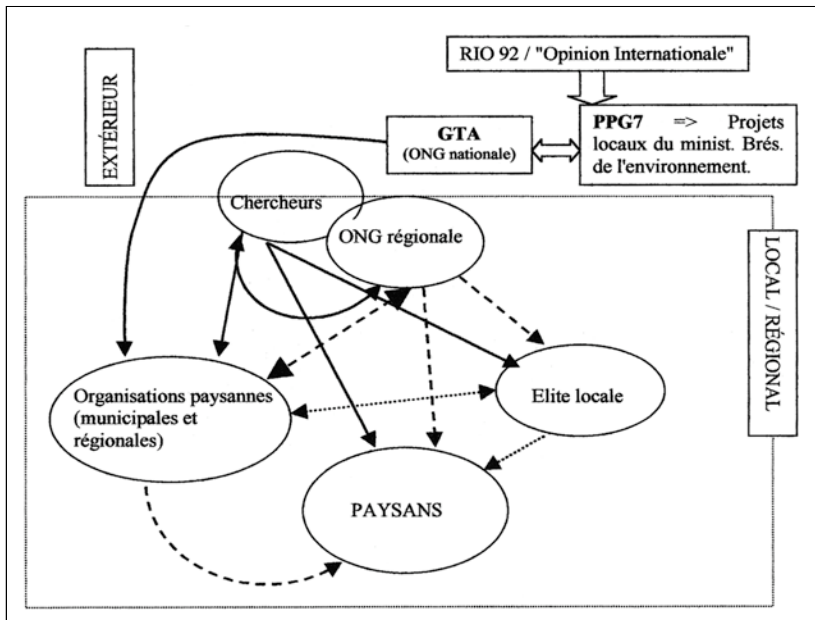 RIO 92 / "Opinion Internationale"
EXTÉRIEUR
GTA
(ONG nationale)
PPG7 => Projets
locaux du minist. Brés.
de l'environnement.
Chercheurs
ONG régionale
LOCAL / RÉGIONAL
Organisations paysannes
(municipales et
régionales)
Elite locale
PAYSANS